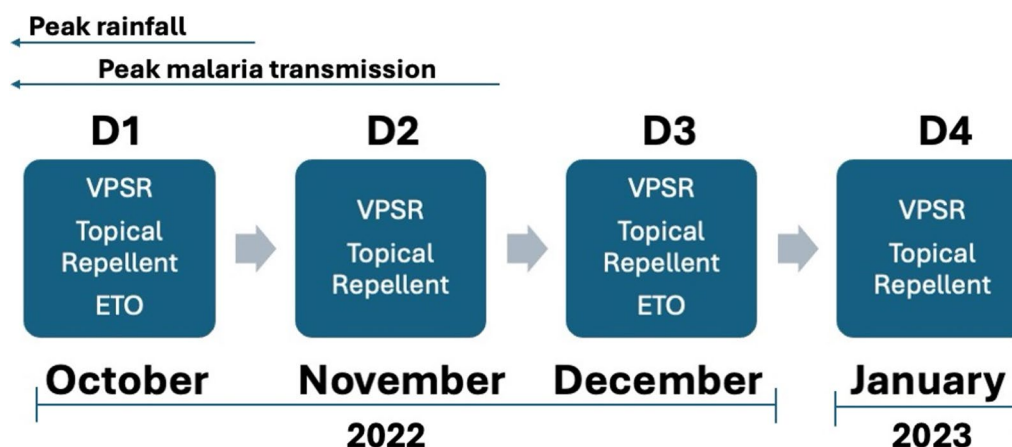 Peak rainfall
Peak malaria transmission
D1
D2
D3
D4
VPSR
Topical
Repellent
ETO
VPSR
Topical
Repellent
VPSR
Topical
Repellent
ETO
VPSR
Topical
Repellent
October
November
December
January
2022
2023